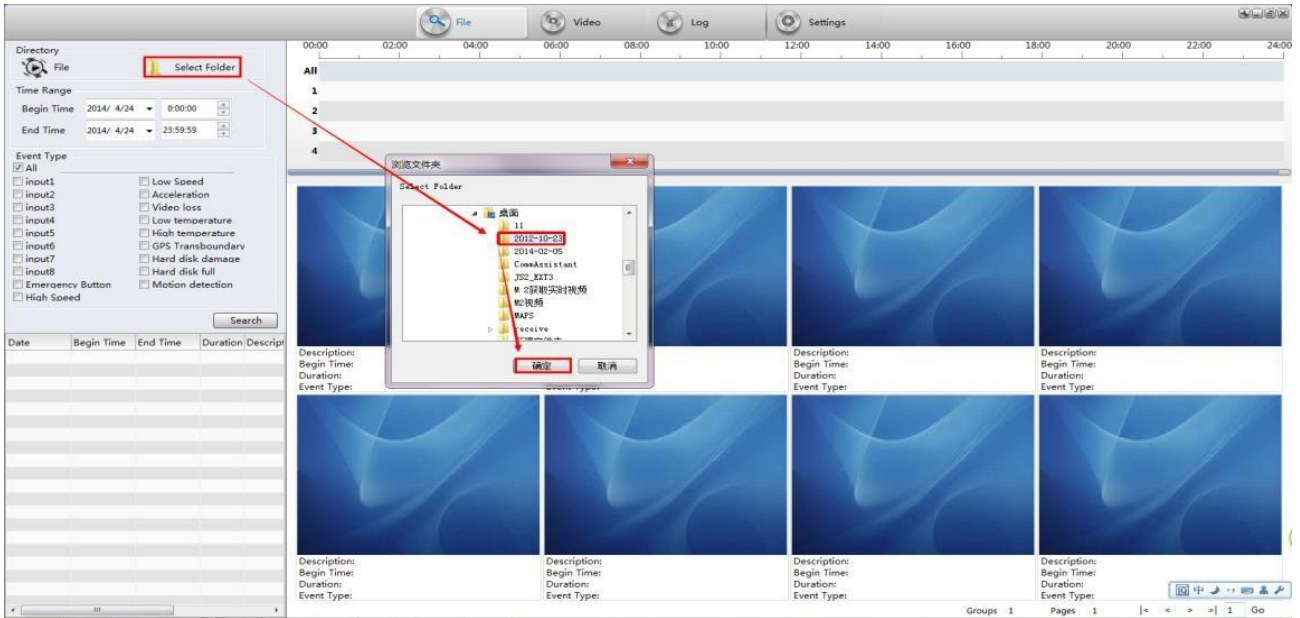 File
Video
Log
Settings
Directory
File
Select Folder
Time Range
Begin Time 2014/ 4/24 0:00:00
End Time 2014/ 4/24 23:59:59
Event Type
All
input1 Low Speed
input2 Acceleration
input3 Video loss
input4 Low temperature
input5 High temperature
input6 GPS Transboundary
input7 Hard disk damage
input8 Hard disk full
Emergency Button Motion detection
High Speed
Search
Date Begin Time End Time Duration Descript
00:00 02:00 04:00 06:00 08:00 10:00 12:00 14:00 16:00 18:00 20:00 22:00 24:00
All
1
2
3
4
浏览文件夹
Select Folder
桌面
11
2012-10-23
2014-02-05
CommAssistant
JS2_EXT3
M 2获取实时视频
M2视频
MAPS
receive
确定 取消
Description: Description: Description:
Begin Time: Begin Time: Begin Time:
Duration: Duration: Duration:
Event Type: Event Type: Event Type:
Description: Description: Description: Description:
Begin Time: Begin Time: Begin Time: Begin Time:
Duration: Duration: Duration: Duration:
Event Type: Event Type: Event Type: Event Type:
中
Groups 1 Pages 1 |< < > >| 1 Go